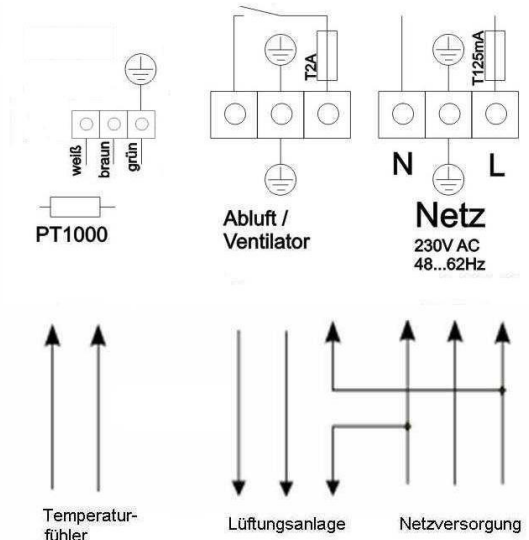 T2A
T125mA
weiß
braun
grün
N
L
PT1000
Abluft /
Ventilator
Netz
230V AC
48...62Hz
Temperatur-
fühler
Lüftungsanlage
Netzversorgung